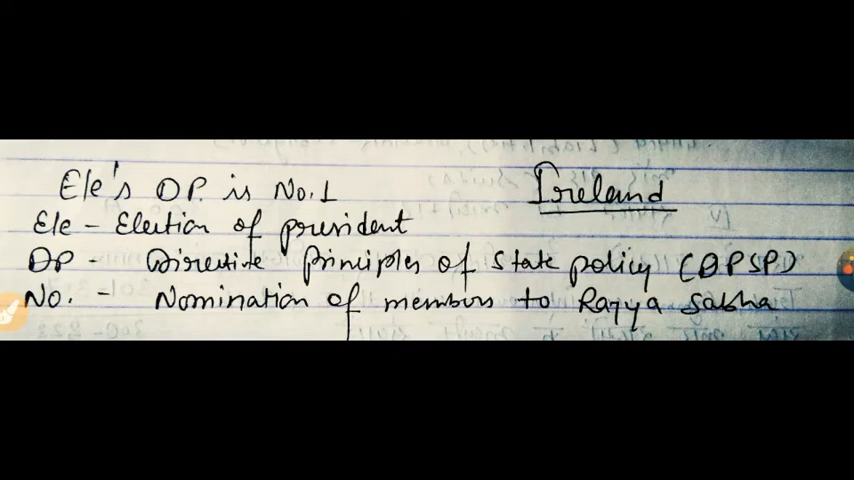 Ele's DP. is No.1
Ireland
Ele - Election of president
DP - Directive principles of state policy (DPSP)
No. - Nomination of members to Rajya Sabha